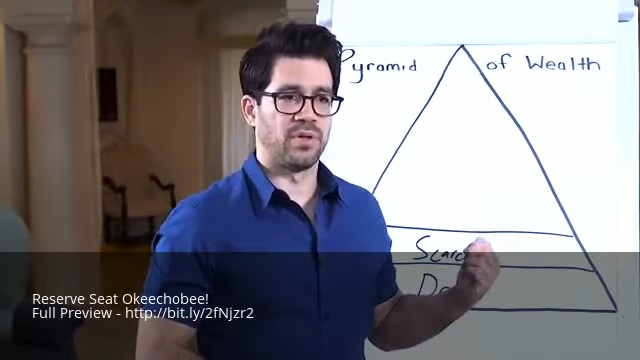 Pyramid of Wealth
Reserve Seat Okeechobee!
Full Preview - http://bit.ly/2fNjzr2